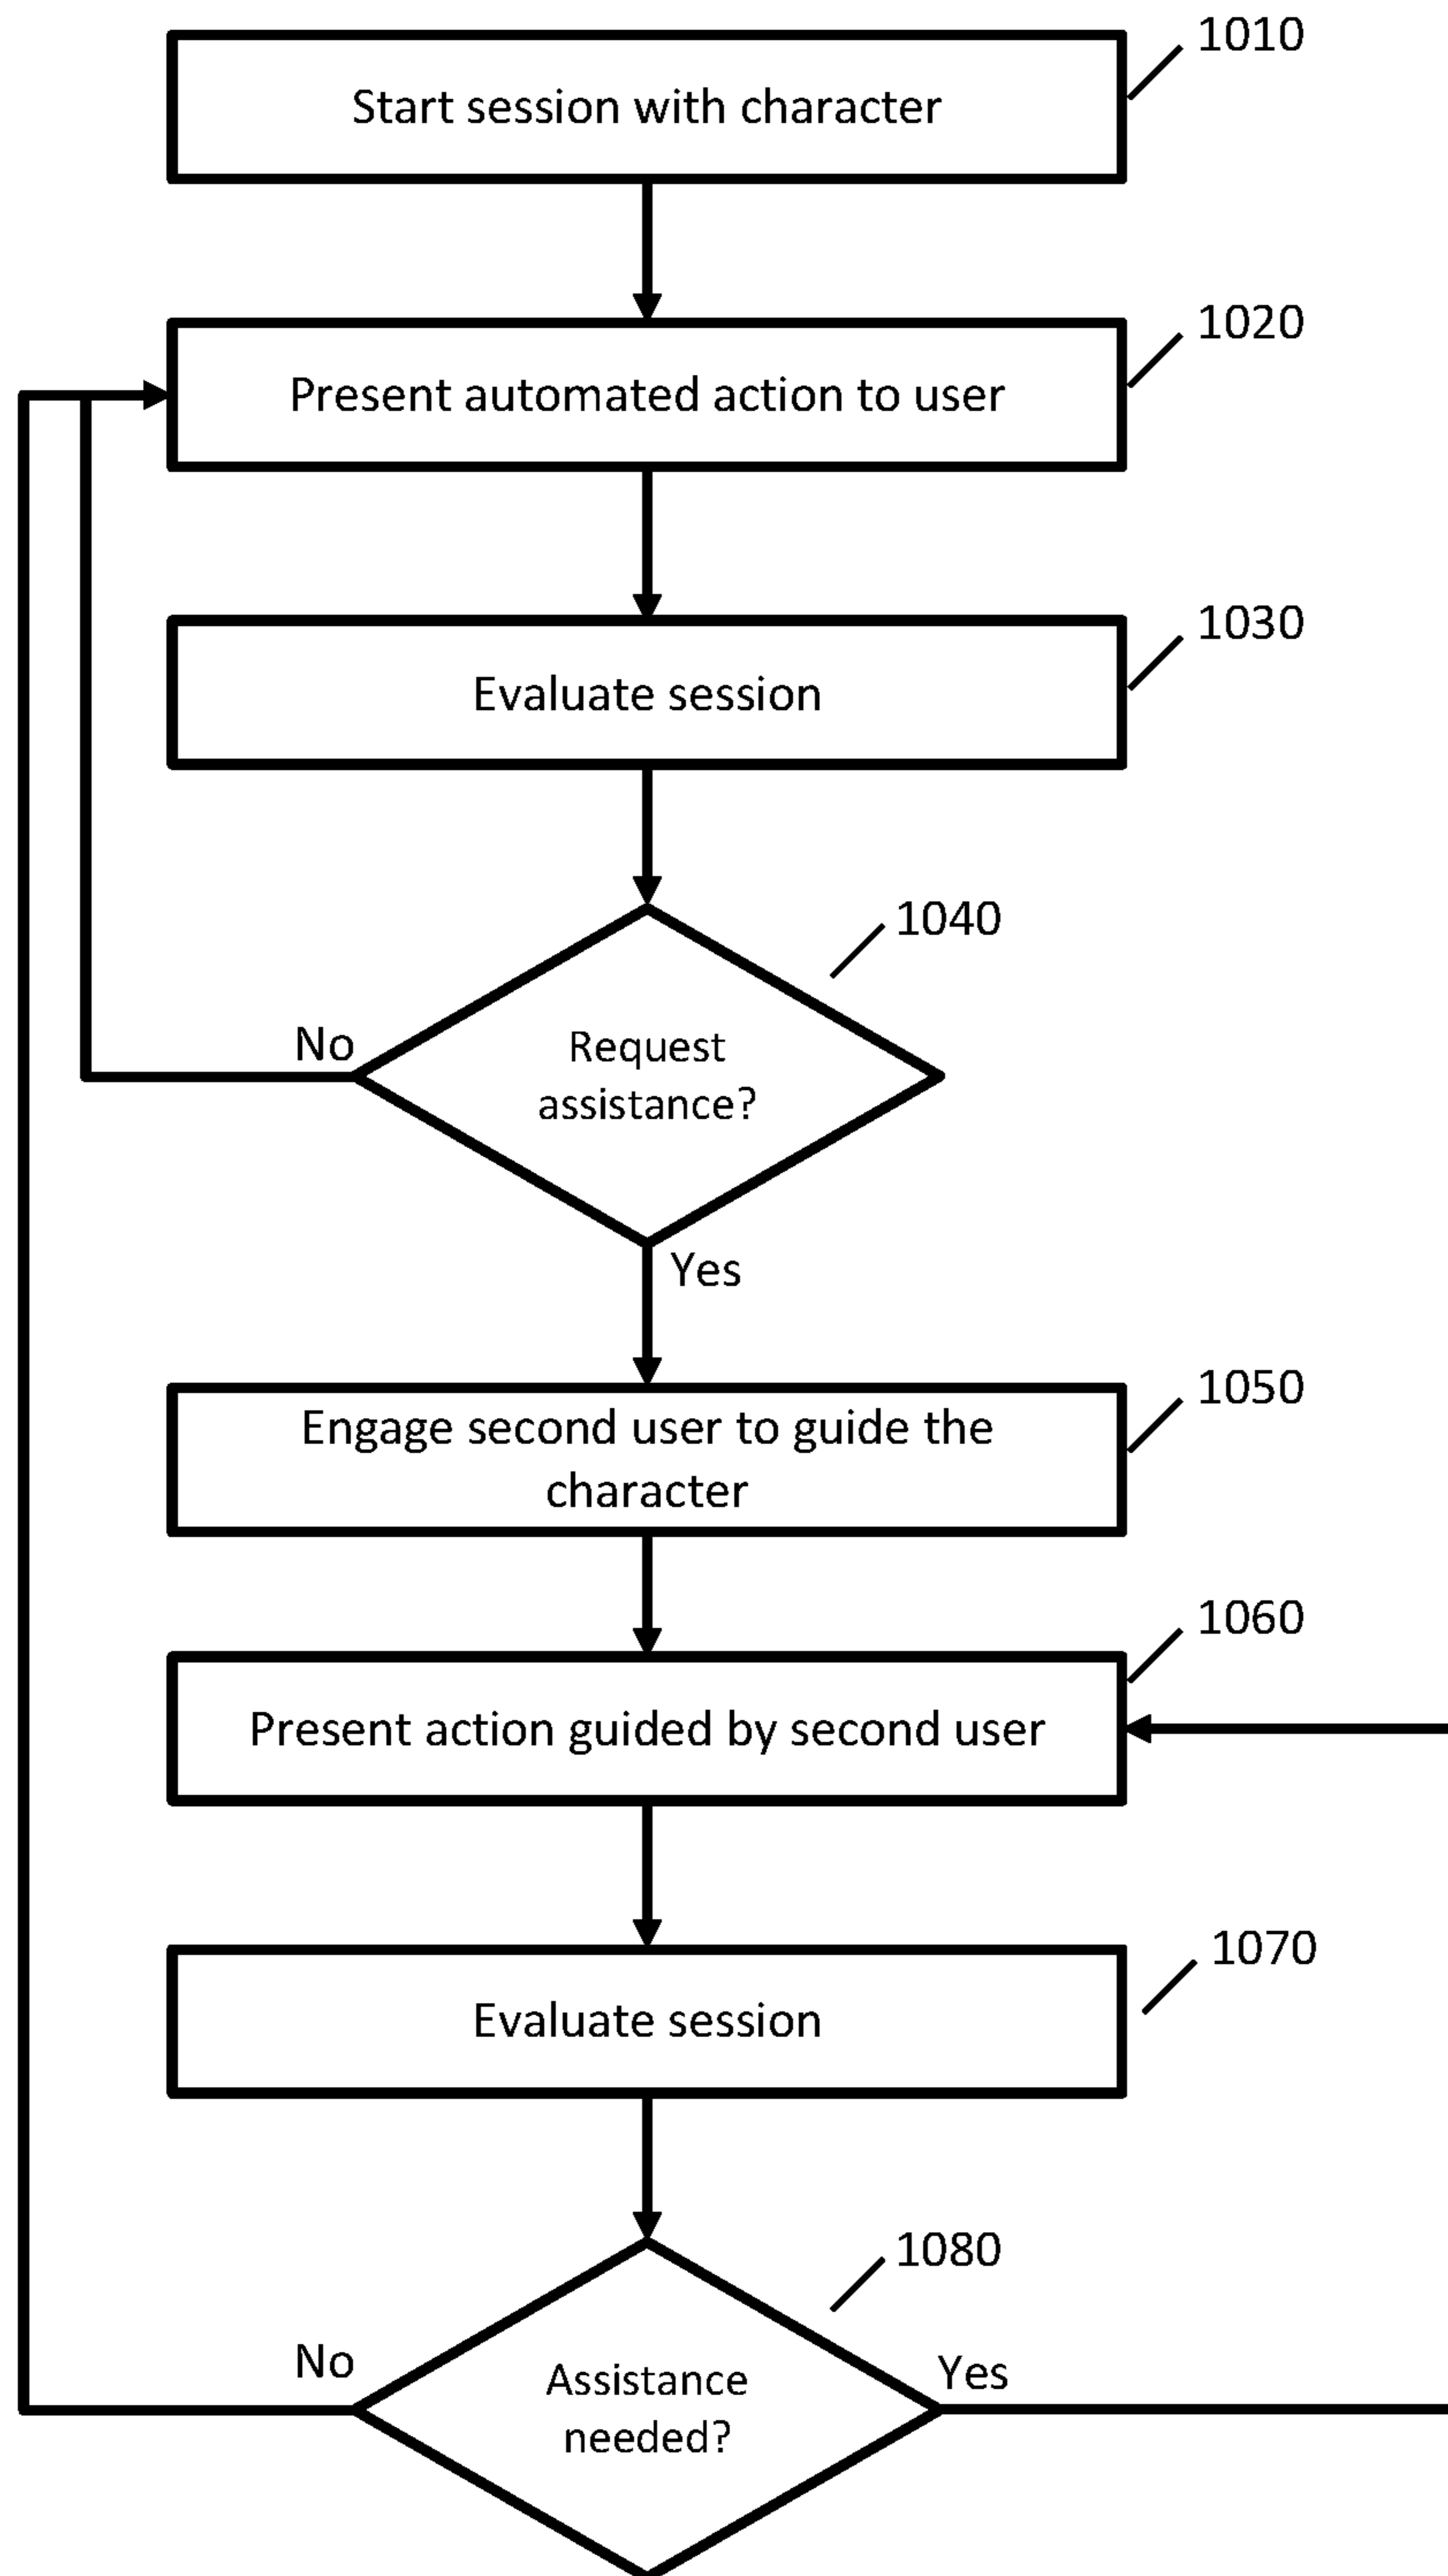 1010
Start session with character
1020
Present automated action to user
1030
Evaluate session
1040
No
Request
assistance?
Yes
1050
Engage second user to guide the
character
1060
Present action guided by second user
1070
Evaluate session
1080
No
Yes
Assistance
needed?